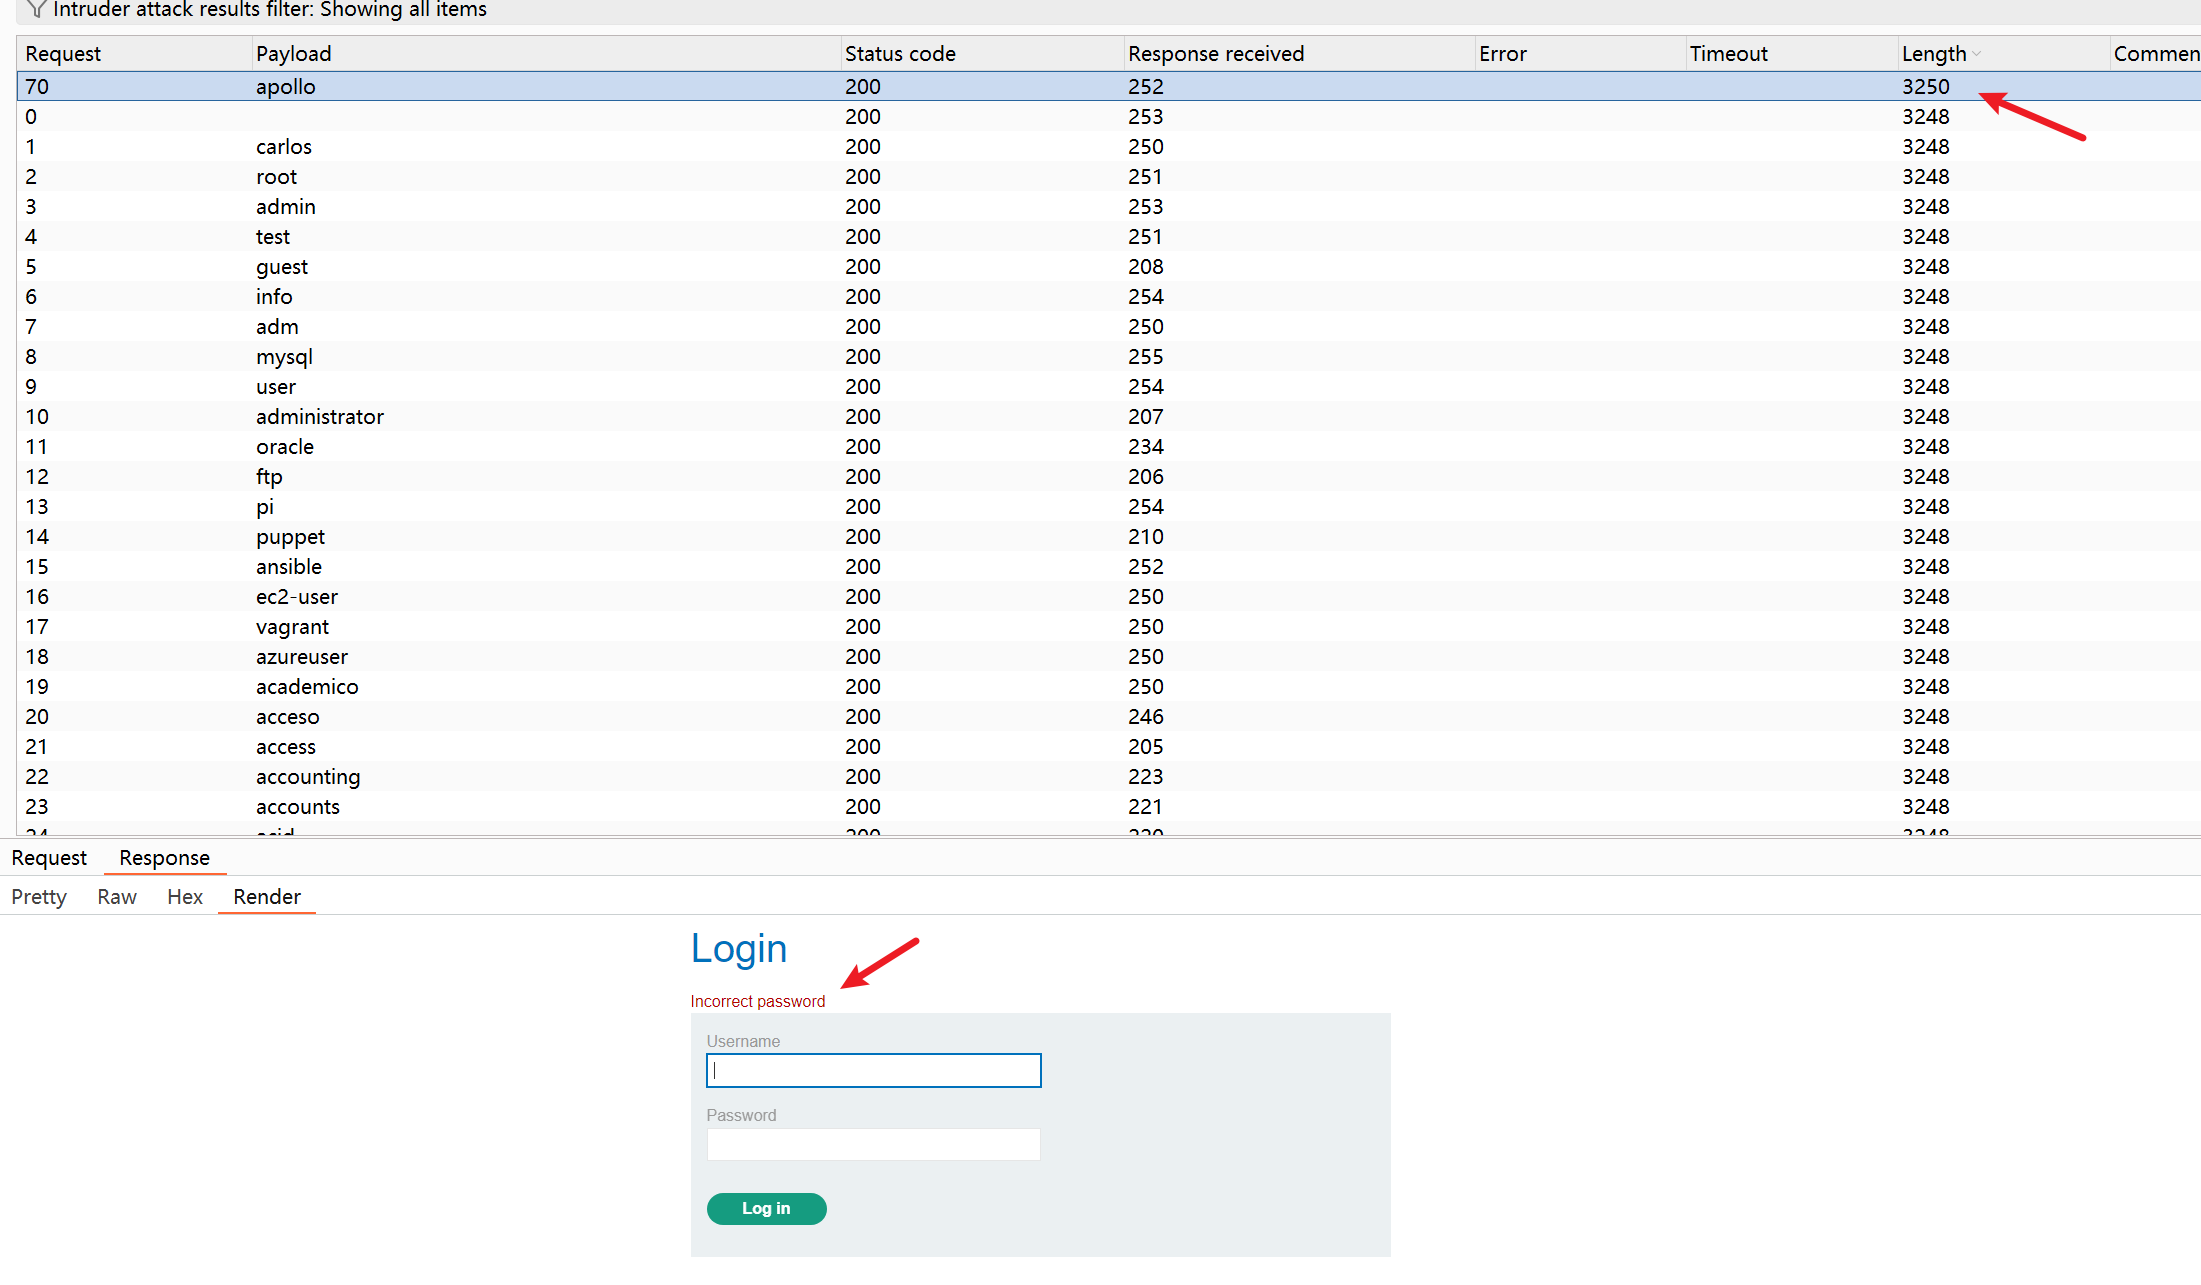 Intruder attack results filter: Showing all items
Request Payload Status code Response received Error Timeout Length Commen
70 apollo 200 252 3250
0 200 253 3248
1 carlos 200 250 3248
2 root 200 251 3248
3 admin 200 253 3248
4 test 200 251 3248
5 guest 200 208 3248
6 info 200 254 3248
7 adm 200 250 3248
8 mysql 200 255 3248
9 user 200 254 3248
10 administrator 200 207 3248
11 oracle 200 234 3248
12 ftp 200 206 3248
13 pi 200 254 3248
14 puppet 200 210 3248
15 ansible 200 252 3248
16 ec2-user 200 250 3248
17 vagrant 200 250 3248
18 azureuser 200 250 3248
19 academico 200 250 3248
20 acceso 200 246 3248
21 access 200 205 3248
22 accounting 200 223 3248
23 accounts 200 221 3248
24 acid 200 220 3248
Request Response
Pretty Raw Hex Render
Login
Incorrect password
Username
Password
Log in